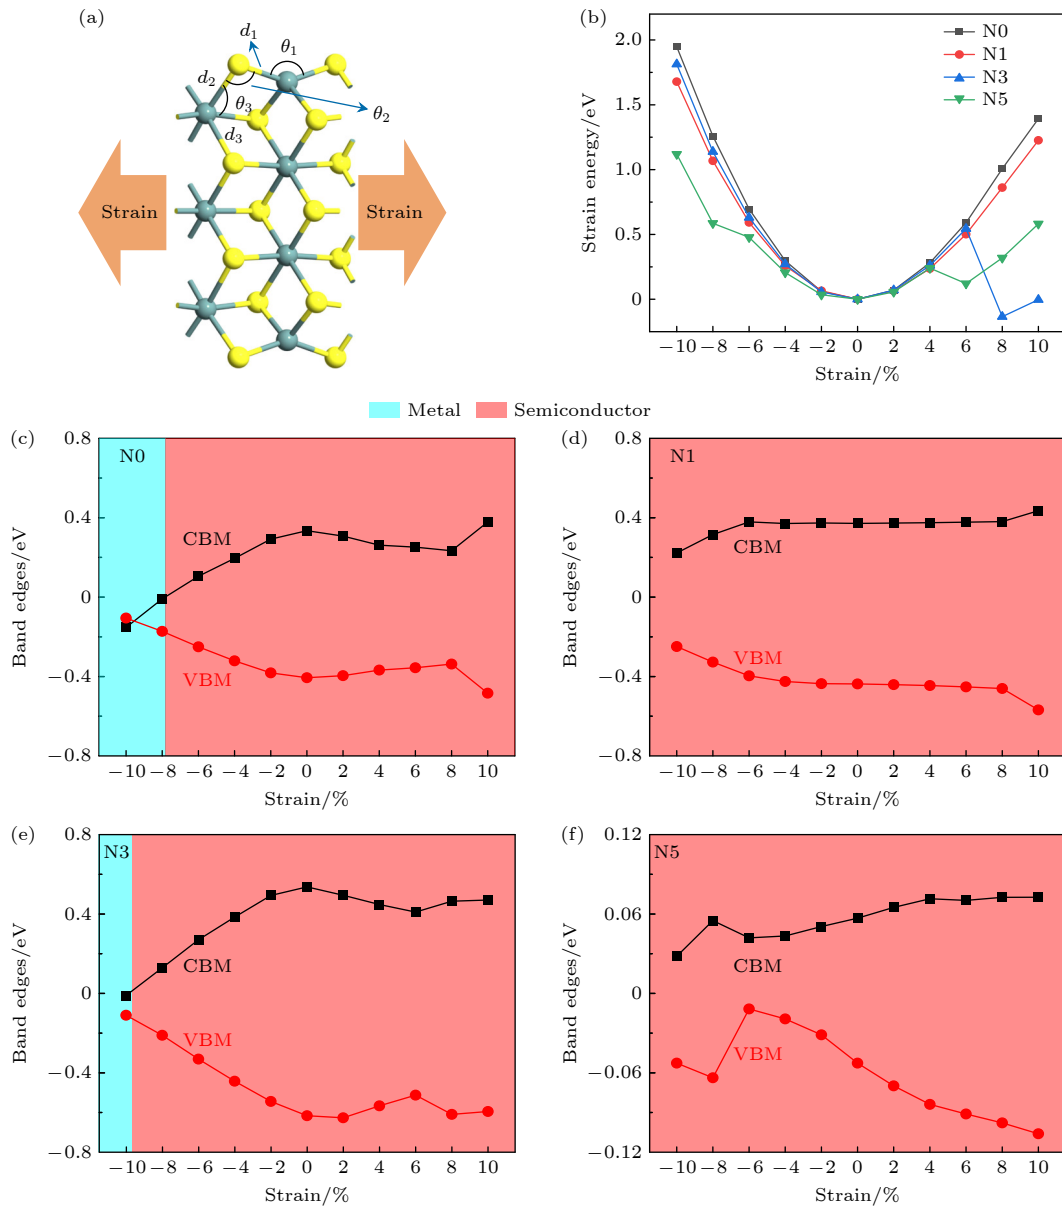 (a)
d1
θ1
d2
θ3
θ2
d3
Strain
Strain
(b)
N0
N1
N3
N5
Strain energy/eV
2.0
1.5
1.0
0.5
0
−10 −8 −6 −4 −2 0 2 4 6 8 10
Strain/%
Metal Semiconductor
(c)
N0
CBM
VBM
Band edges/eV
0.8
0.4
0
−0.4
−0.8
−10 −8 −6 −4 −2 0 2 4 6 8 10
Strain/%
(d)
N1
CBM
VBM
Band edges/eV
0.8
0.4
0
−0.4
−0.8
−10 −8 −6 −4 −2 0 2 4 6 8 10
Strain/%
(e)
N3
CBM
VBM
Band edges/eV
0.8
0.4
0
−0.4
−0.8
−10 −8 −6 −4 −2 0 2 4 6 8 10
Strain/%
(f)
N5
CBM
VBM
Band edges/eV
0.12
0.06
0
−0.06
−0.12
−10 −8 −6 −4 −2 0 2 4 6 8 10
Strain/%